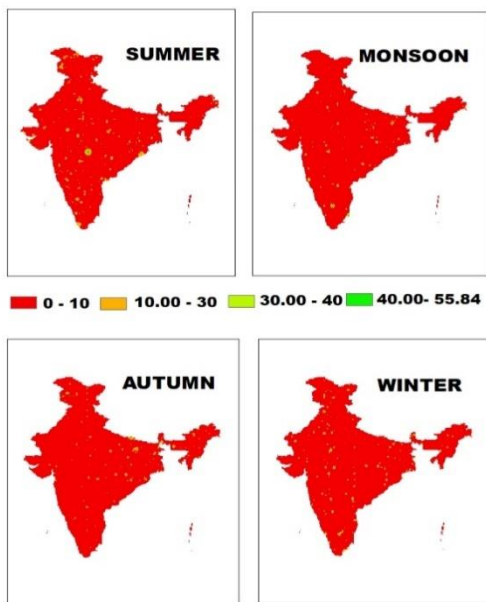 SUMMER
MONSOON
0 - 10 10.00 - 30 30.00 - 40 40.00- 55.84
AUTUMN
WINTER